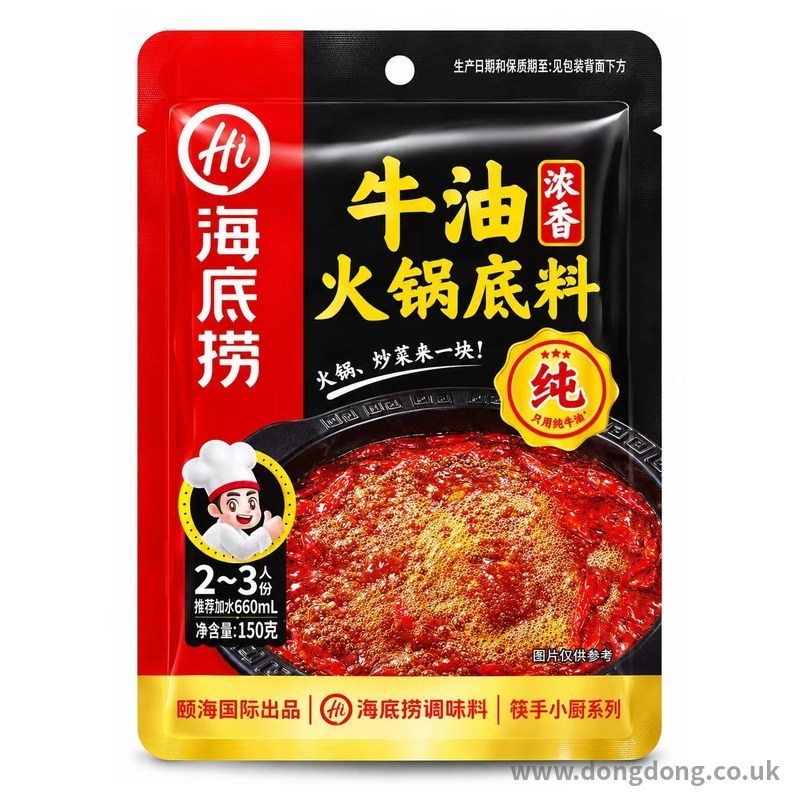 生产日期和保质期至:见包装背面下方
Hi
海底捞
牛油
浓香
火锅底料
火锅、炒菜来一块!
纯
只用纯牛油*
2~3人份
推荐加水660mL
净含量:150克
图片仅供参考
颐海国际出品 | Hi 海底捞调味料 | 筷手小厨系列
www.dongdong.co.uk